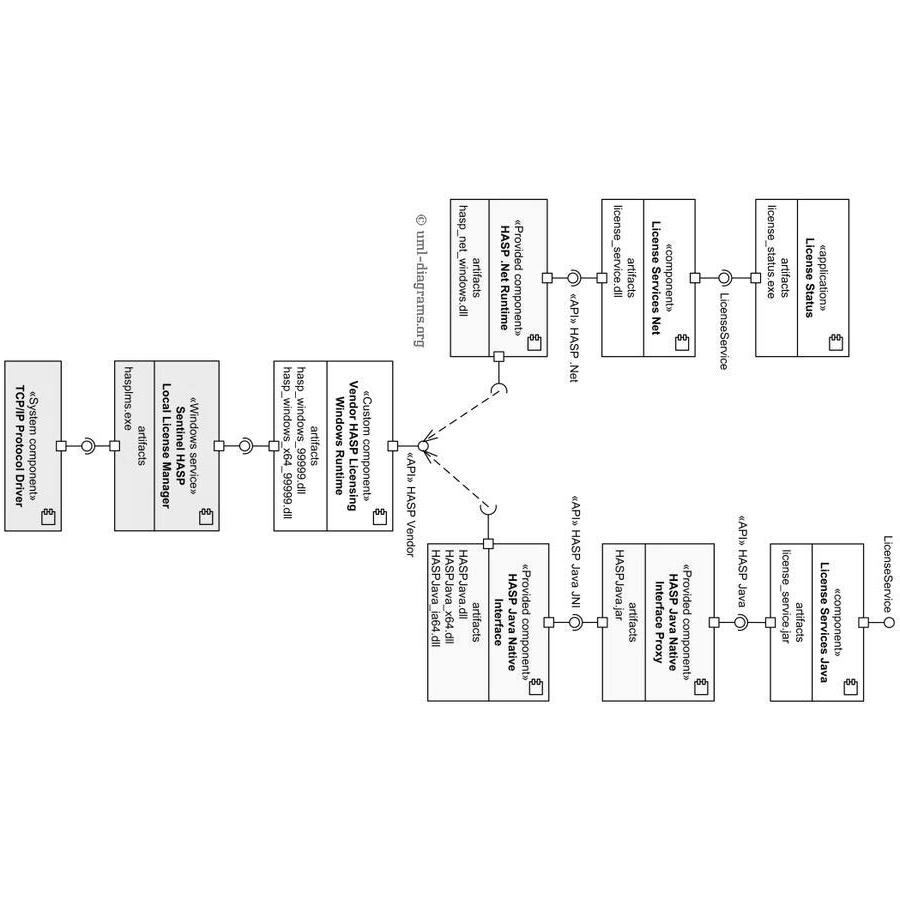 «application»
License Status
artifacts
license_status.exe
LicenseService
«component»
License Services Net
artifacts
license_service.dll
«API» HASP .Net
«Provided component»
HASP .Net Runtime
artifacts
hasp_net_windows.dll
LicenseService
«component»
License Services Java
artifacts
license_service.jar
«API» HASP Java
«Provided component»
HASP Java Native
Interface Proxy
artifacts
HASPJava.jar
«API» HASP Java JNI
«Provided component»
HASP Java Native
Interface
artifacts
HASPJava.dll
HASPJava_x64.dll
HASPJava_ia64.dll
© uml-diagrams.org
«API» HASP Vendor
«Custom component»
Vendor HASP Licensing
Windows Runtime
artifacts
hasp_windows_99999.dll
hasp_windows_x64_99999.dll
«Windows service»
Sentinel HASP
Local License Manager
artifacts
hasplms.exe
«System component»
TCP/IP Protocol Driver